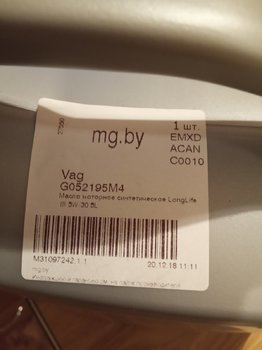 27580
mg.by
1 шт.
EMXD
ACAN
C0010
Vag
G052195M4
Масло моторное синтетическое LongLife
III 5W-30 5L
M31097242.1.1
20.12.18 11:11
mg.by